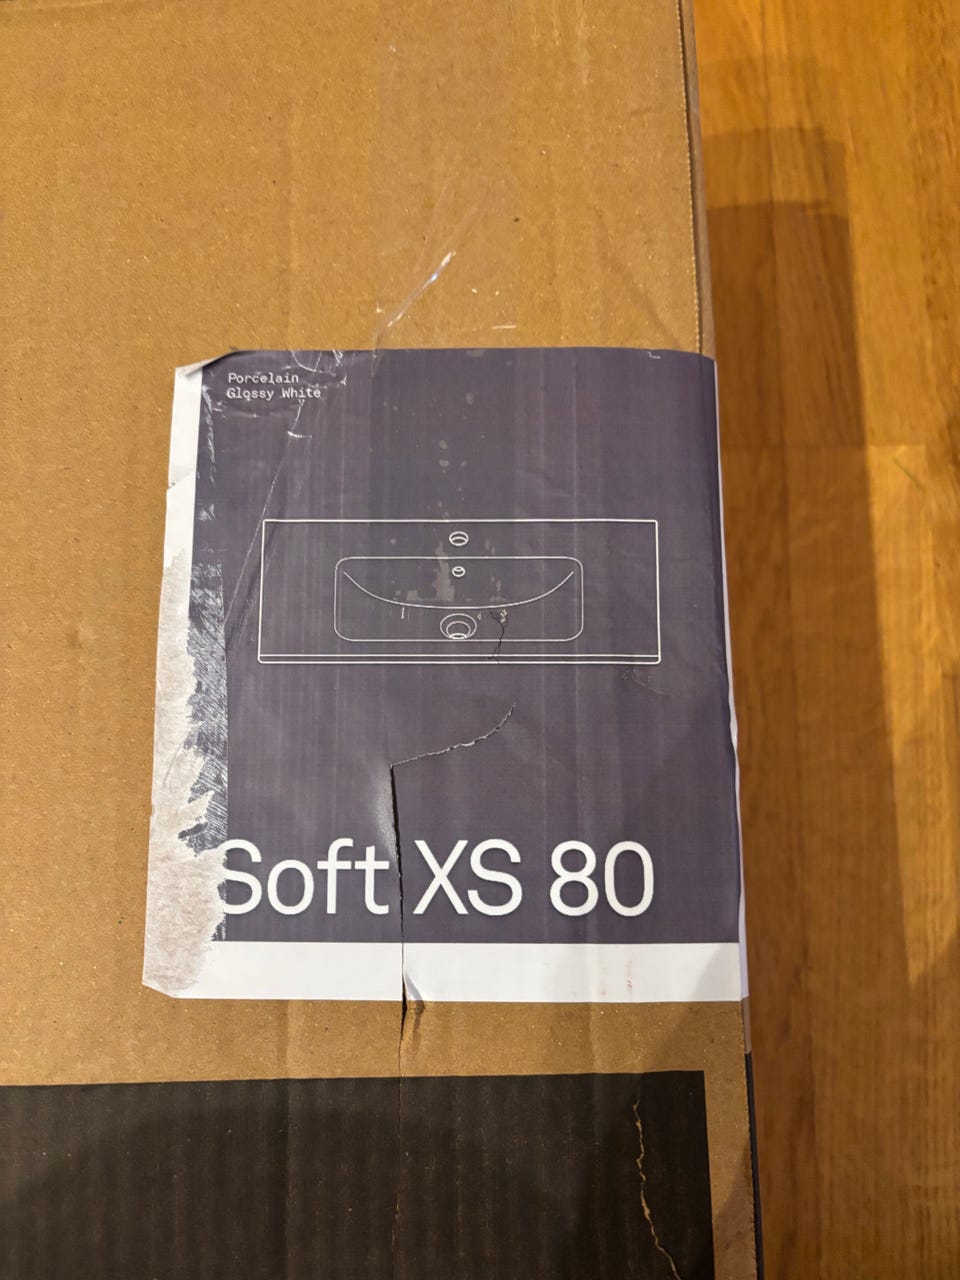 Porcelain
Glossy White
Soft XS 80